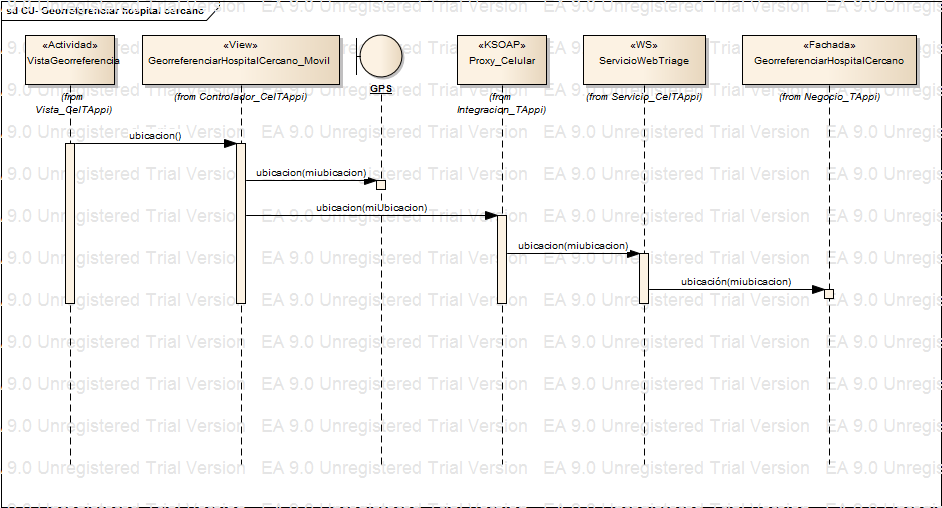 sd CU- Georreferenciar hospital cercano
«Actividad»
VistaGeorreferencia
«View»
GeorreferenciarHospitalCercano_Movil
«KSOAP»
Proxy_Celular
«WS»
ServicioWebTriage
«Fachada»
GeorreferenciarHospitalCercano
GPS
(from
Vista_CelTAppi)
(from Controlador_CelTAppi)
(from
Integracion_TAppi)
(from Servicio_CelTAppi)
(from Negocio_TAppi)
ubicacion()
ubicacion(miubicacion)
ubicacion(miUbicacion)
ubicacion(miubicacion)
ubicación(miubicacion)
EA 9.0 Unregistered Trial Version